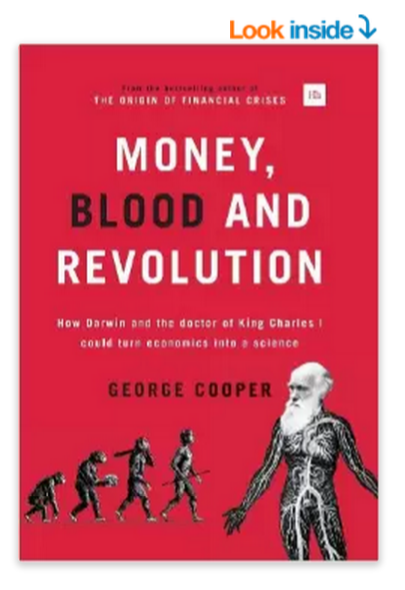 Look inside
From the bestselling author of
THE ORIGIN OF FINANCIAL CRISES
MONEY,
BLOOD AND
REVOLUTION
How Darwin and the doctor of King Charles I
could turn economics into a science
GEORGE COOPER